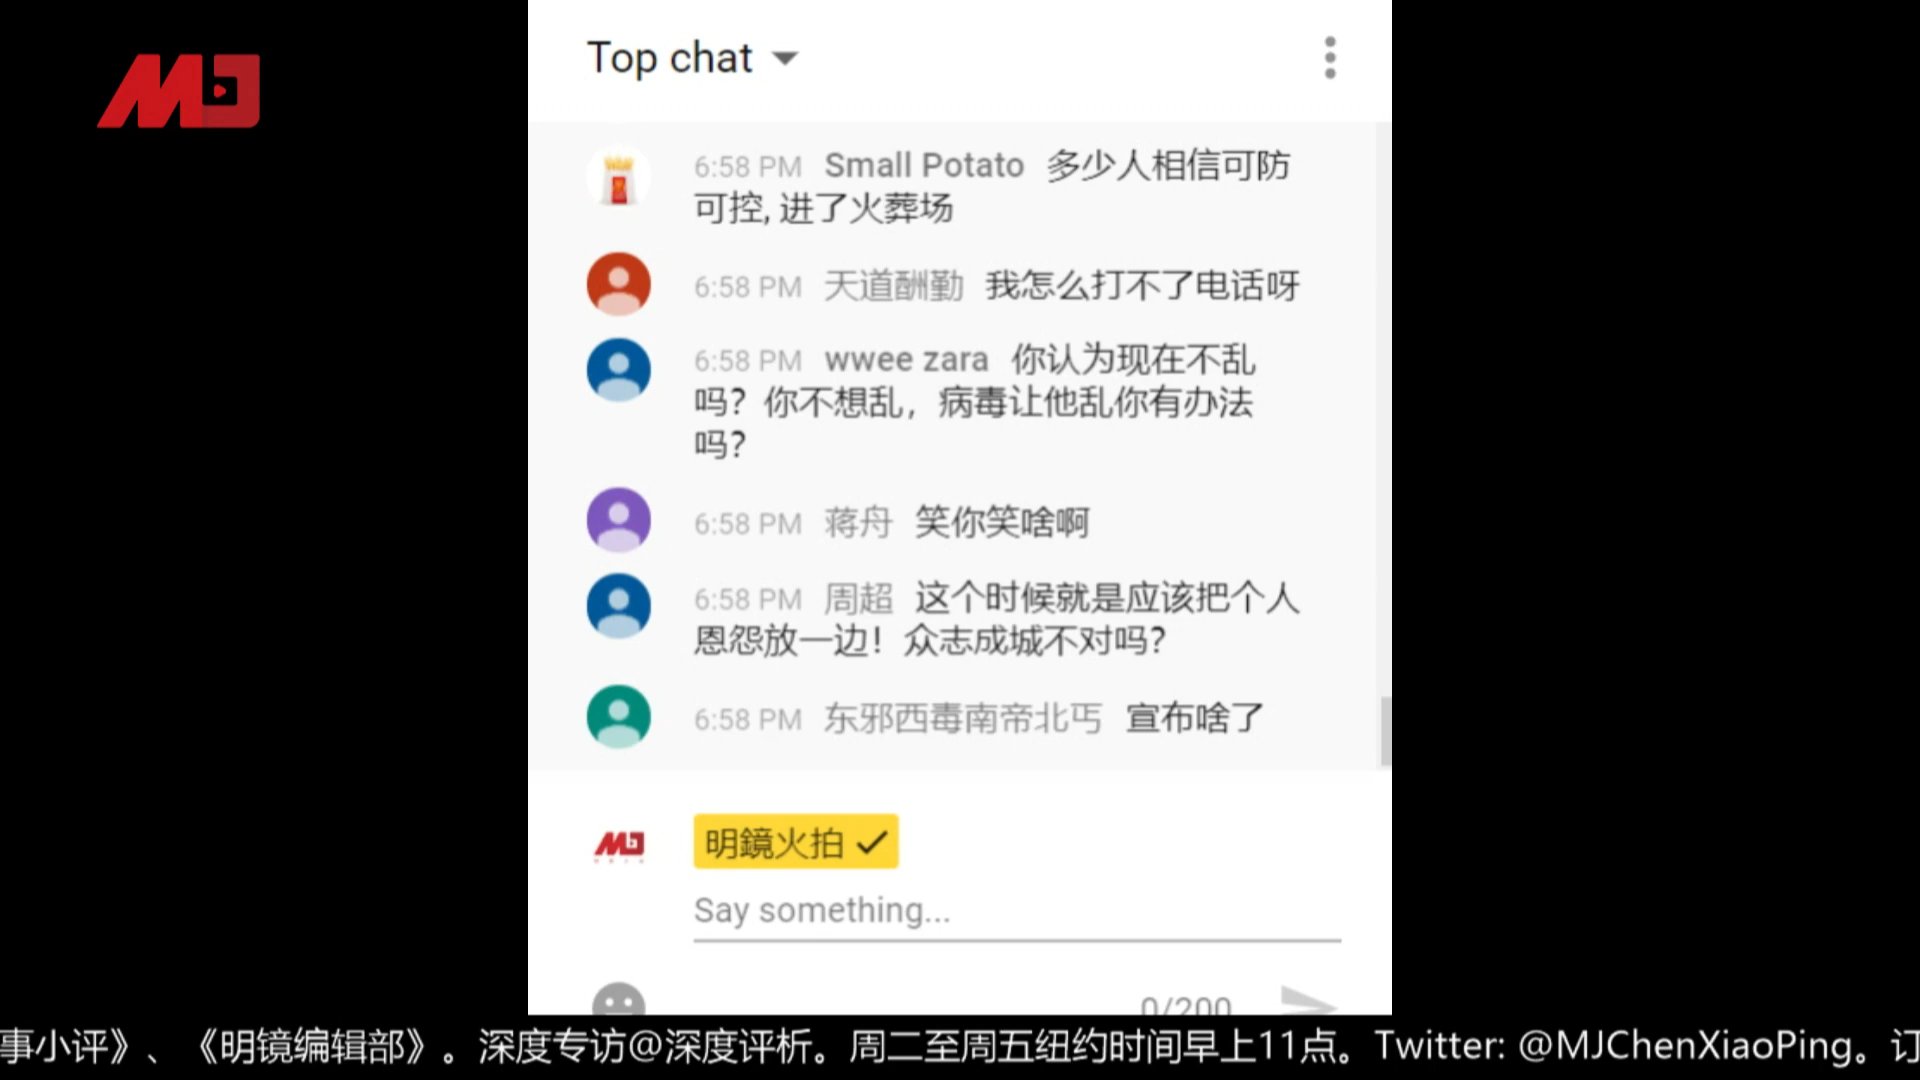 MJ
Top chat
6:58 PM Small Potato 多少人相信可防
可控, 进了火葬场
6:58 PM 天道酬勤 我怎么打不了电话呀
6:58 PM wwee zara 你认为现在不乱
吗？你不想乱，病毒让他乱你有办法
吗？
6:58 PM 蒋舟 笑你笑啥啊
6:58 PM 周超 这个时候就是应该把个人
恩怨放一边！众志成城不对吗？
6:58 PM 东邪西毒南帝北丐 宣布啥了
MJ
明鏡火拍
Say something...
0/200
事小评》、《明镜编辑部》。深度专访@深度评析。周二至周五纽约时间早上11点。Twitter: @MJChenXiaoPing。订